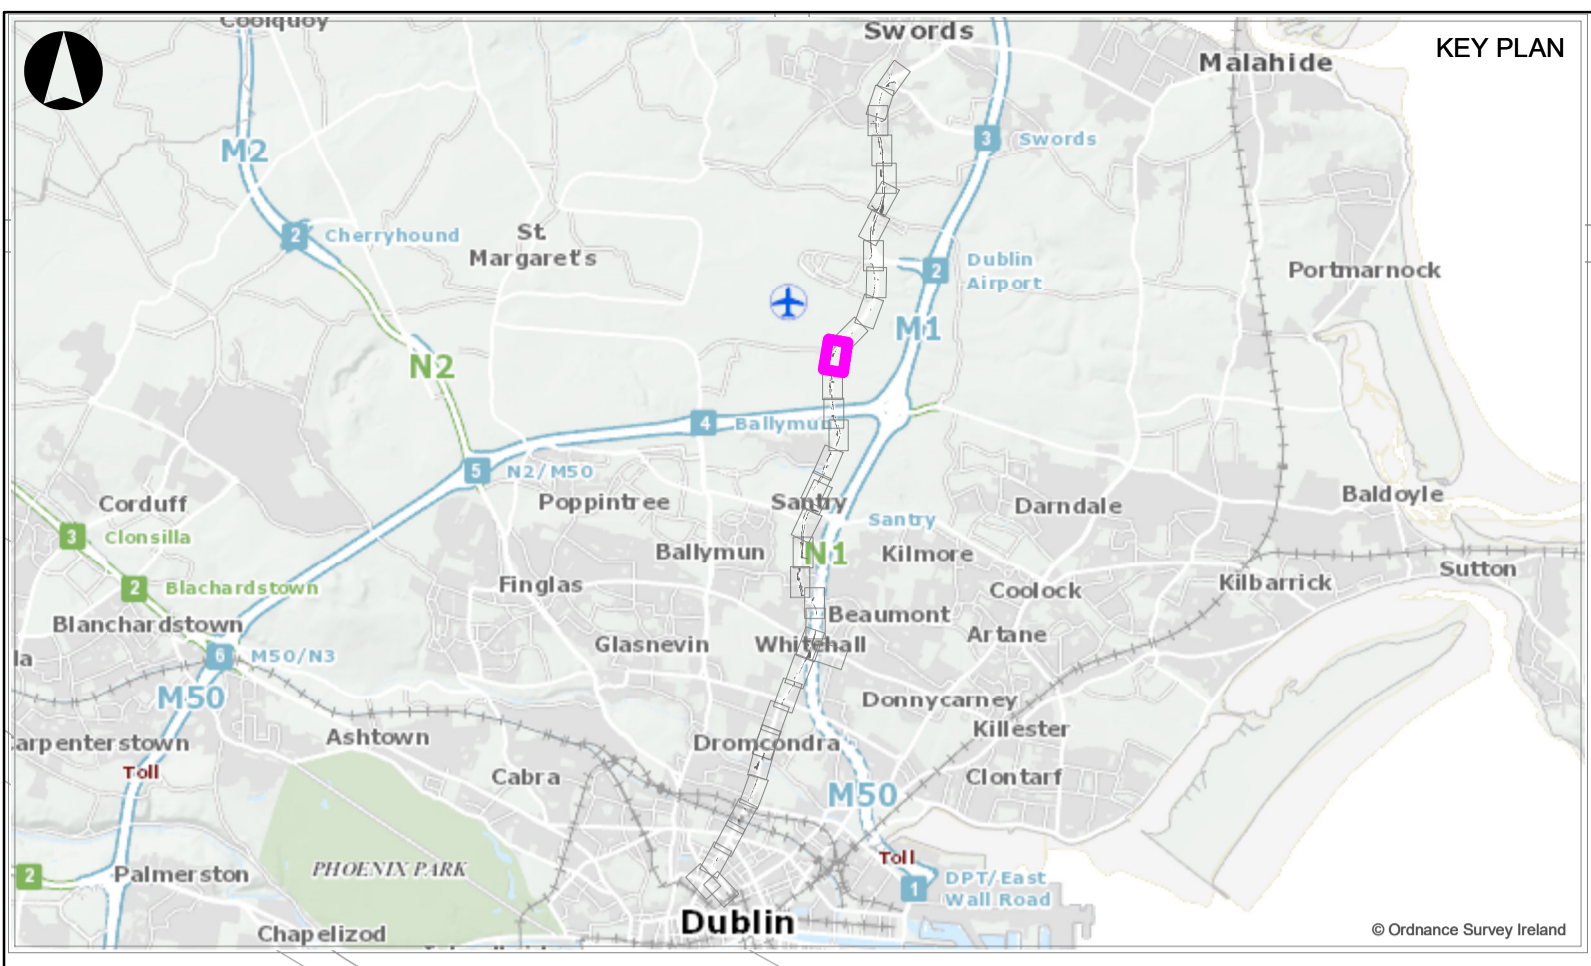 Coolquoy
Swords
KEY PLAN
Malahide
M2
3 Swords
2 Cherryhound
St.
Margaret's
Dublin
2 Airport
Portmarnock
M1
N2
4 Ballymun
5 N2/M50
Corduff
Poppintree
Santry
Darndale
Baldoyle
3 Clonsilla
Santry
Ballymun
N1
Kilmore
2 Blachardstown
Finglas
Coolock
Kilbarrick
Sutton
Blanchardstown
Beaumont
Artane
la
6 M50/N3
Glasnevin
Whitehall
M50
Donnycarney
Killester
arpenterstown
Ashtown
Dromcondra
Toll
Cabra
Clontarf
M50
PHOENIX PARK
Toll
2
Palmerston
DPT/East
1 Wall Road
Dublin
Chapelizod
© Ordnance Survey Ireland